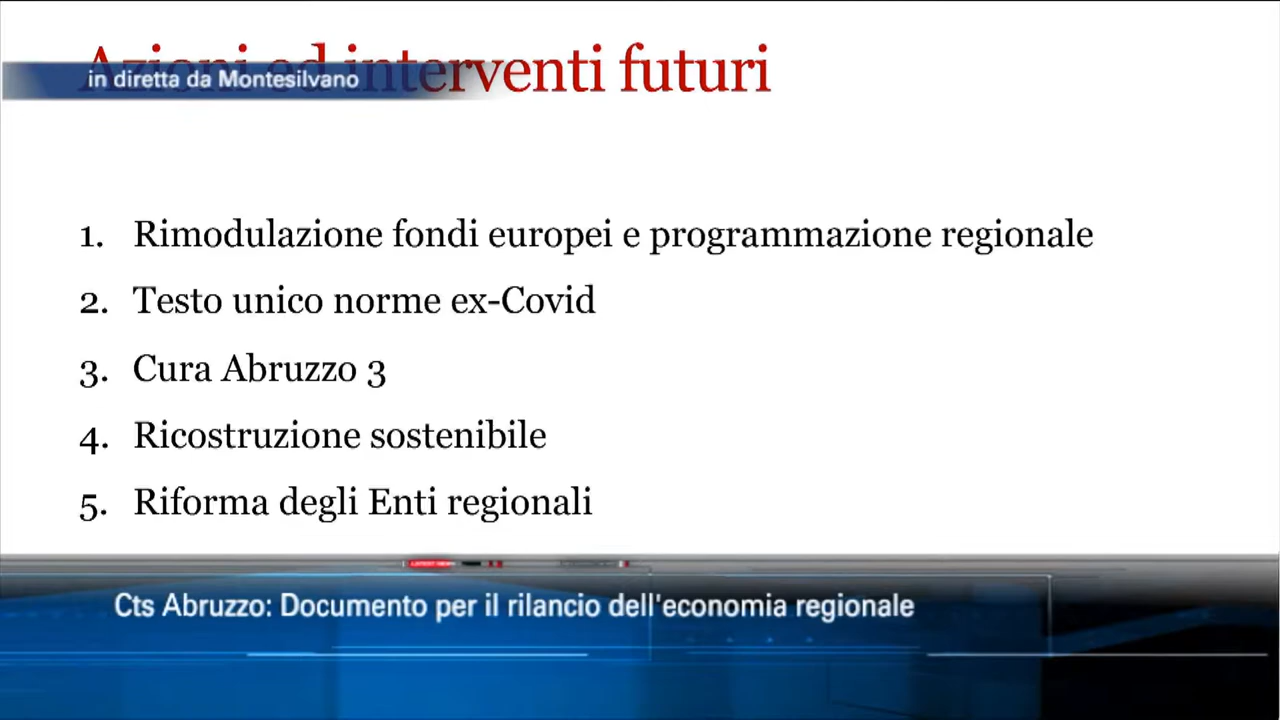 Azioni ed interventi futuri
in diretta da Montesilvano
1. Rimodulazione fondi europei e programmazione regionale
2. Testo unico norme ex-Covid
3. Cura Abruzzo 3
4. Ricostruzione sostenibile
5. Riforma degli Enti regionali
LATEST NEWS
Cts Abruzzo: Documento per il rilancio dell'economia regionale